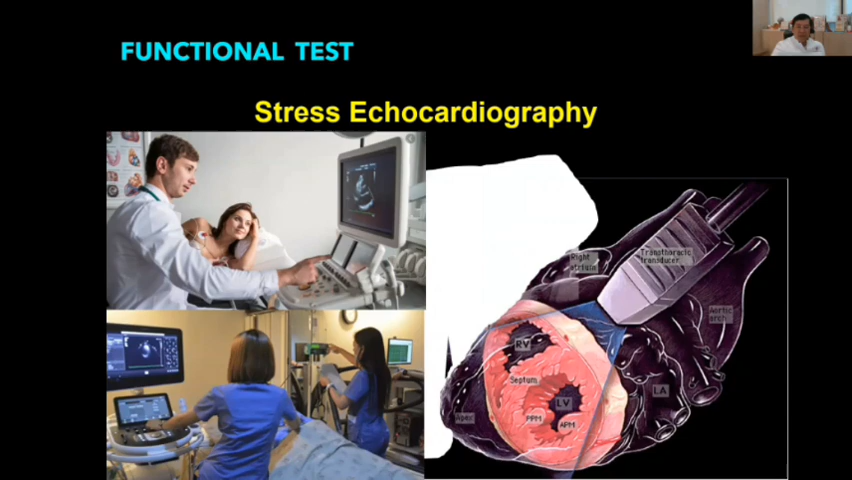 FUNCTIONAL TEST
Stress Echocardiography
Right
atrium
Transthoracic
transducer
Aortic
arch
RV
Septum
LV
LA
Apex
PPM
APM